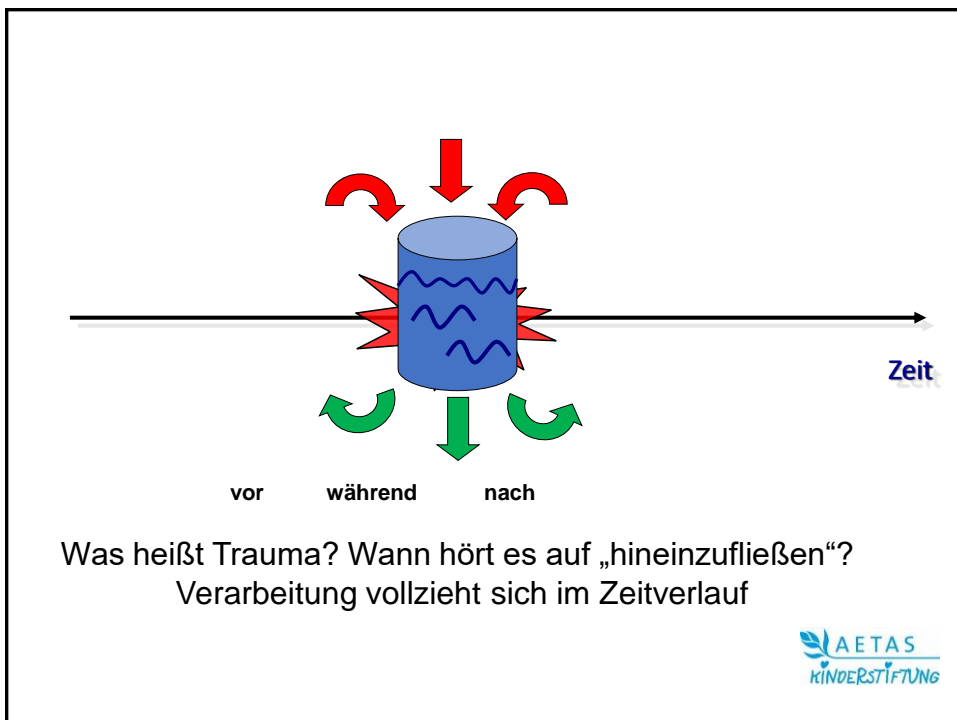 Zeit
vor während nach
Was heißt Trauma? Wann hört es auf „hineinzufließen“?
Verarbeitung vollzieht sich im Zeitverlauf
AETAS
KINDERSTIFTUNG